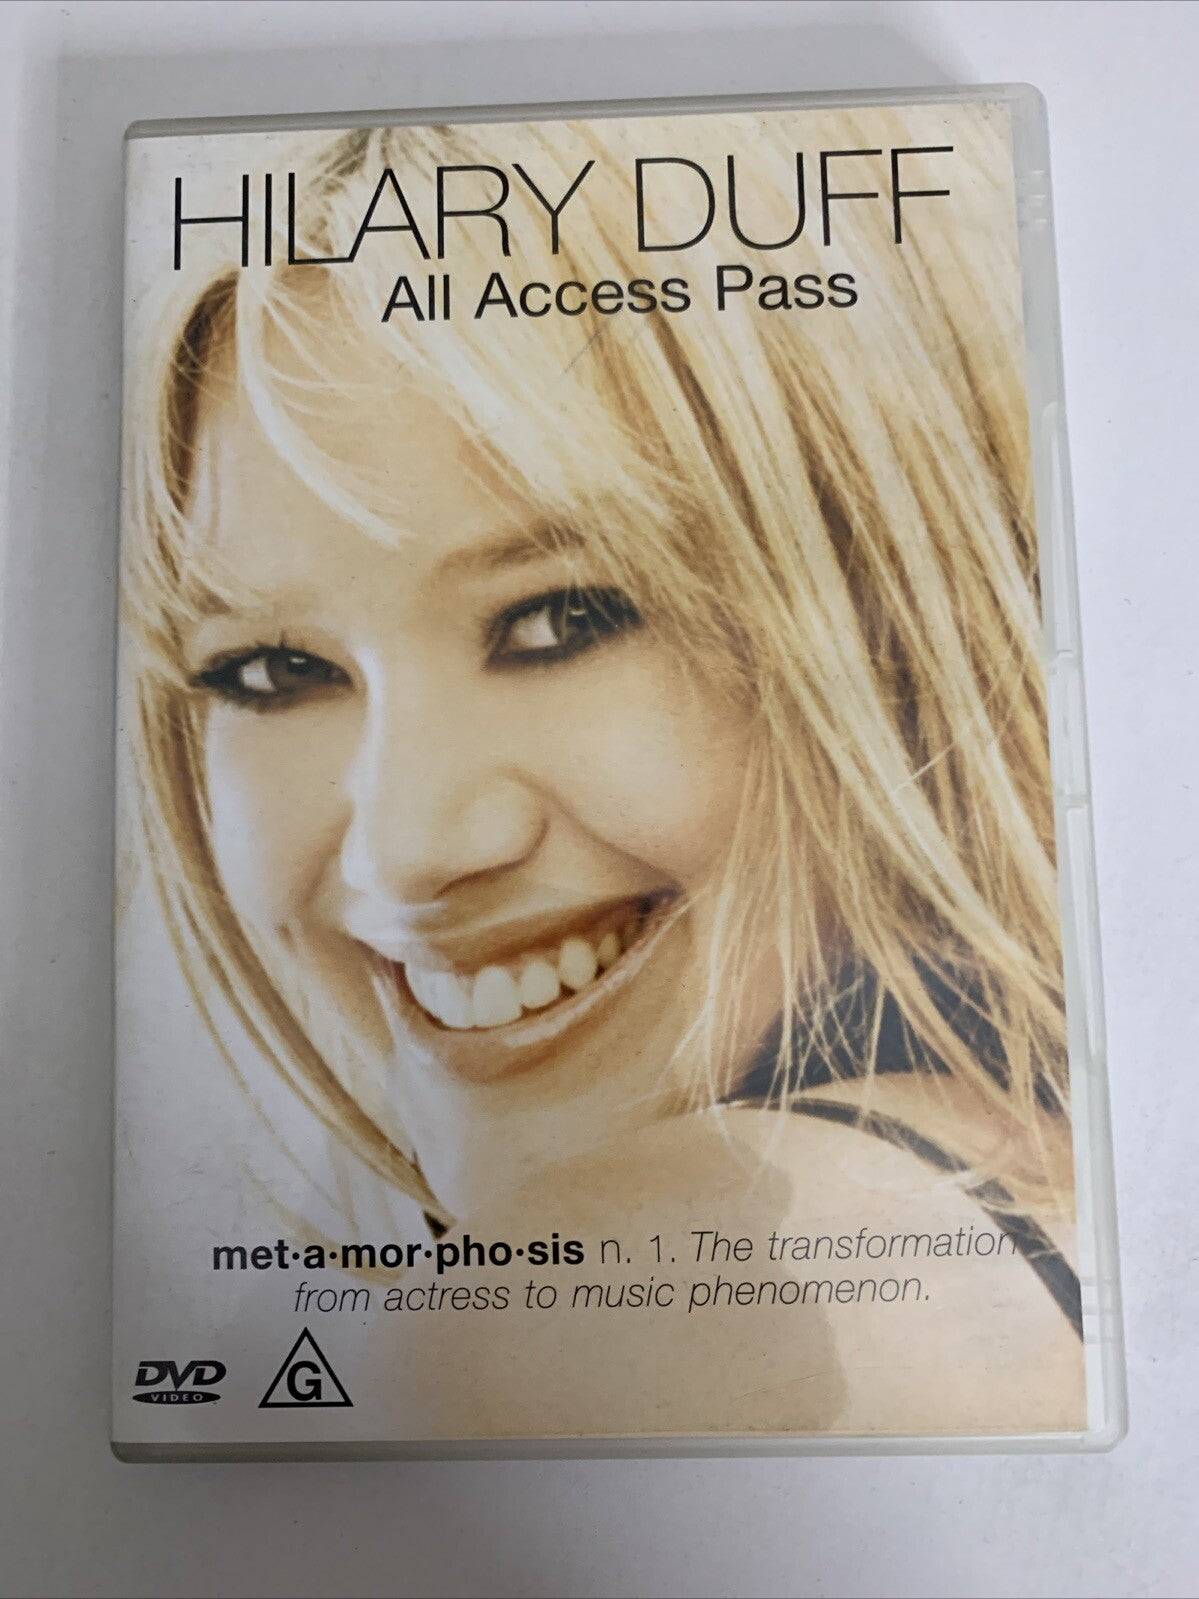 HILARY DUFF
All Access Pass
met·a·mor·pho·sis n. 1. The transformation
from actress to music phenomenon.
DVD G
VIDEO